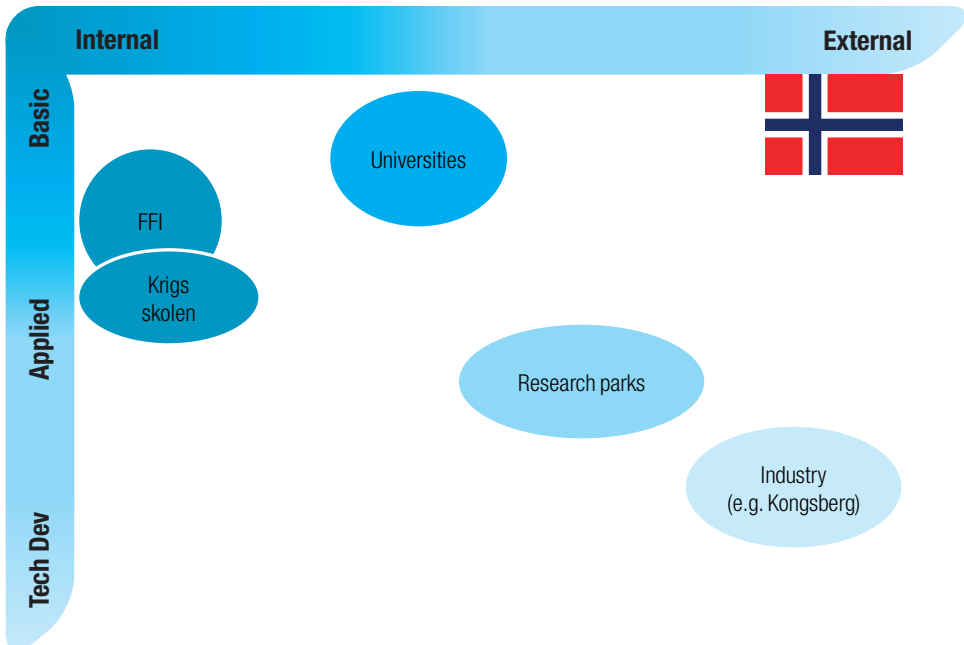 Internal
External
Basic
Applied
Tech Dev
Universities
FFI
Krigs
skolen
Research parks
Industry
(e.g. Kongsberg)